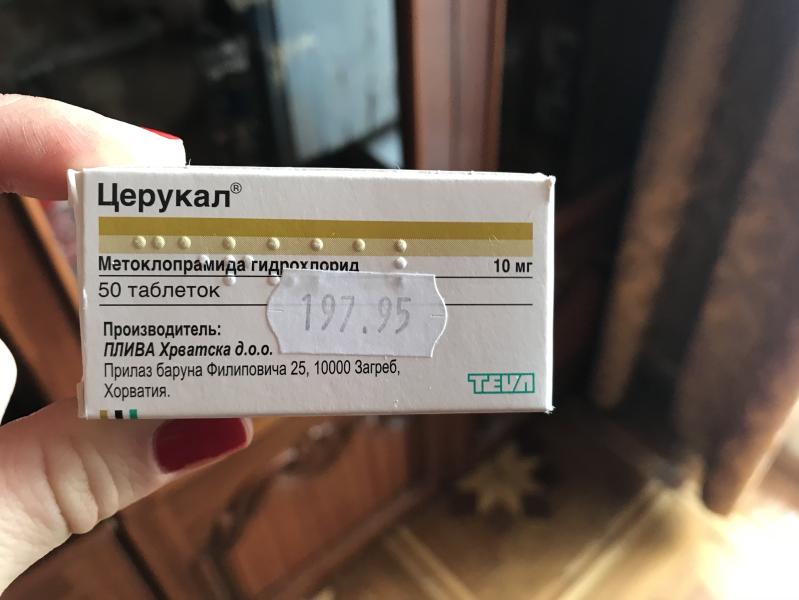 Церукал®
Метоклопрамида гидрохлорид 10 мг
50 таблеток
197.95
Производитель:
ПЛИВА Хрватска д.о.о.
Прилаз баруна Филиповича 25, 10000 Загреб,
Хорватия.
TEVA